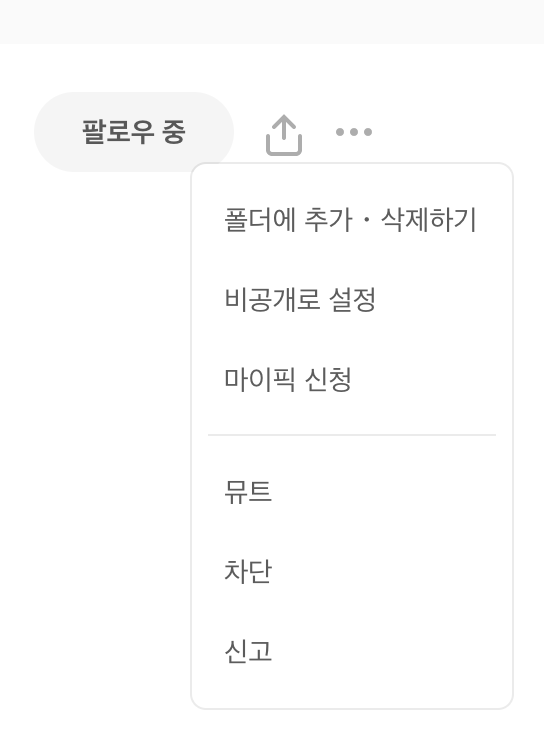 팔로우 중
폴더에 추가・삭제하기
비공개로 설정
마이픽 신청
뮤트
차단
신고